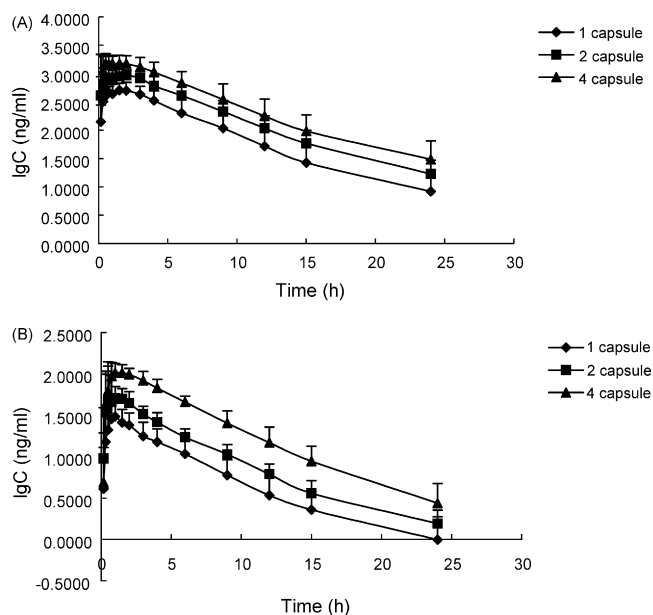 (A)
4.0000
3.5000
3.0000
2.5000
2.0000
1.5000
1.0000
0.5000
0.0000
lgC (ng/ml)
0 5 10 15 20 25 30
Time (h)
1 capsule
2 capsule
4 capsule
(B)
2.5000
2.0000
1.5000
1.0000
0.5000
0.0000
-0.5000
lgC (ng/ml)
0 5 10 15 20 25 30
Time (h)
1 capsule
2 capsule
4 capsule